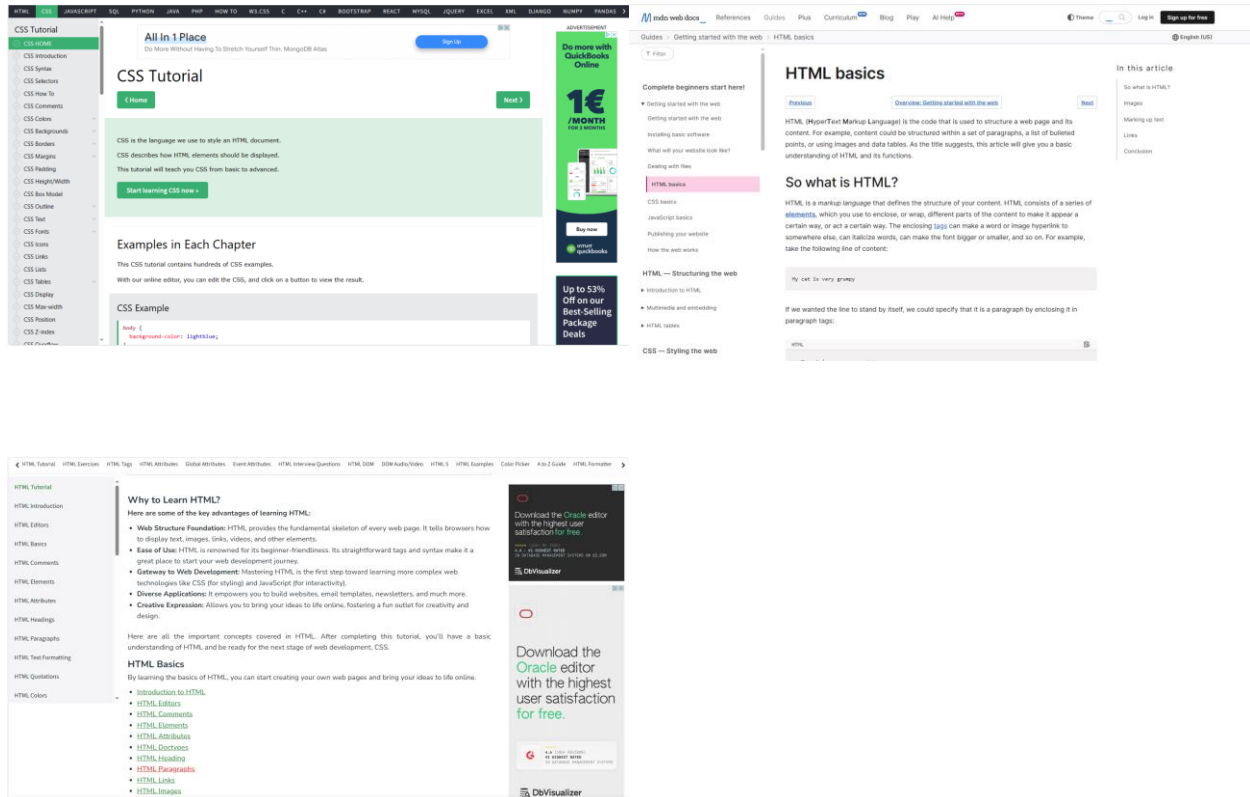 HTML CSS JAVASCRIPT SQL PYTHON JAVA PHP HOW TO W3.CSS C C++ C# BOOTSTRAP REACT MYSQL JQUERY EXCEL XML DJANGO NUMPY PANDAS
CSS Tutorial
CSS HOME
CSS Introduction
CSS Syntax
CSS Selectors
CSS How To
CSS Comments
CSS Colors
CSS Backgrounds
CSS Borders
CSS Margins
CSS Padding
CSS Height/Width
CSS Box Model
CSS Outline
CSS Text
CSS Fonts
CSS Icons
CSS Links
CSS Lists
CSS Tables
CSS Display
CSS Max-width
CSS Position
CSS Z-index
CSS Overflow
All In 1 Place
Do More Without Having To Stretch Yourself Thin, MongoDB Atlas
Sign Up
CSS Tutorial
❮ Home
Next ❯
CSS is the language we use to style an HTML document.
CSS describes how HTML elements should be displayed.
This tutorial will teach you CSS from basic to advanced.
Start learning CSS now »
Examples in Each Chapter
This CSS tutorial contains hundreds of CSS examples.
With our online editor, you can edit the CSS, and click on a button to view the result.
CSS Example
body {
background-color: lightblue;
ADVERTISEMENT
Do more with
QuickBooks
Online
1€
/MONTH
FOR 3 MONTHS
Buy now
intuit
quickbooks
Up to 53%
Off on our
Best-Selling
Package
Deals
mdn web docs_ References Guides Plus Curriculum Blog Play AI Help Theme Log in Sign up for free
Guides > Getting started with the web > HTML basics
English (US)
Filter
Complete beginners start here!
Getting started with the web
Getting started with the web
Installing basic software
What will your website look like?
Dealing with files
HTML basics
CSS basics
JavaScript basics
Publishing your website
How the web works
HTML — Structuring the web
Introduction to HTML
Multimedia and embedding
HTML tables
CSS — Styling the web
HTML basics
Previous Overview: Getting started with the web Next
HTML (HyperText Markup Language) is the code that is used to structure a web page and its
content. For example, content could be structured within a set of paragraphs, a list of bulleted
points, or using images and data tables. As the title suggests, this article will give you a basic
understanding of HTML and its functions.
So what is HTML?
HTML is a markup language that defines the structure of your content. HTML consists of a series of
elements, which you use to enclose, or wrap, different parts of the content to make it appear a
certain way, or act a certain way. The enclosing tags can make a word or image hyperlink to
somewhere else, can italicize words, can make the font bigger or smaller, and so on. For example,
take the following line of content:
My cat is very grumpy
If we wanted the line to stand by itself, we could specify that it is a paragraph by enclosing it in
paragraph tags:
HTML
In this article
So what is HTML?
Images
Marking up text
Links
Conclusion
HTML Tutorial HTML Exercises HTML Tags HTML Attributes Global Attributes Event Attributes HTML Interview Questions HTML DOM DOM Audio/Video HTML 5 HTML Examples Color Picker A to Z Guide HTML Formatter
HTML Tutorial
HTML Introduction
HTML Editors
HTML Basics
HTML Comments
HTML Elements
HTML Attributes
HTML Headings
HTML Paragraphs
HTML Text Formatting
HTML Quotations
HTML Colors
Why to Learn HTML?
Here are some of the key advantages of learning HTML:
• Web Structure Foundation: HTML provides the fundamental skeleton of every web page. It tells browsers how
to display text, images, links, videos, and other elements.
• Ease of Use: HTML is renowned for its beginner-friendliness. Its straightforward tags and syntax make it a
great place to start your web development journey.
• Gateway to Web Development: Mastering HTML is the first step toward learning more complex web
technologies like CSS (for styling) and JavaScript (for interactivity).
• Diverse Applications: It empowers you to build websites, email templates, newsletters, and much more.
• Creative Expression: Allows you to bring your ideas to life online, fostering a fun outlet for creativity and
design.
Here are all the important concepts covered in HTML. After completing this tutorial, you'll have a basic
understanding of HTML and be ready for the next stage of web development, CSS.
HTML Basics
By learning the basics of HTML, you can start creating your own web pages and bring your ideas to life online.
• Introduction to HTML
• HTML Editors
• HTML Comments
• HTML Elements
• HTML Attributes
• HTML Doctypes
• HTML Heading
• HTML Paragraphs
• HTML Links
• HTML Images
Download the Oracle editor
with the highest user
satisfaction for free.
DbVisualizer
Download the
Oracle editor
with the highest
user satisfaction
for free.
DbVisualizer